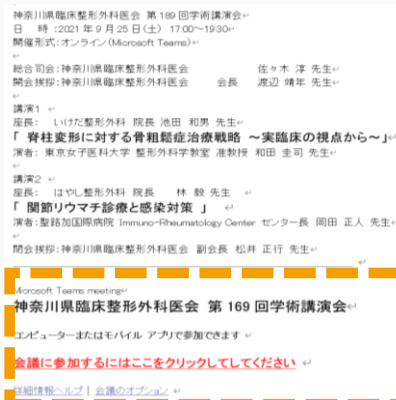 神奈川県臨床整形外科医会 第189回学術講演会
日 時:2021年9月25日(土) 17:00～19:30
開催形式:オンライン(Microsoft Teams)
総合司会:神奈川県臨床整形外科医会 佐々木 淳 先生
開会挨拶:神奈川県臨床整形外科医会 会長 渡辺 靖年 先生
講演1
座長: いけだ整形外科 院長 池田 和男 先生
「 脊柱変形に対する骨粗鬆症治療戦略 ～実臨床の視点から～」
演者: 東京女子医科大学 整形外科学教室 准教授 和田 圭司 先生
講演2
座長: はやし整形外科 院長 林 毅 先生
「 関節リウマチ診療と感染対策 」
演者:聖路加国際病院 Immuno-Rheumatology Center センター長 岡田 正人 先生
閉会挨拶:神奈川県臨床整形外科医会 副会長 松井 正行 先生
Microsoft Teams meeting
神奈川県臨床整形外科医会 第169回学術講演会
コンピューターまたはモバイル アプリで参加できます
会議に参加するにはここをクリックしてしてください
詳細情報ヘルプ | 会議のオプション